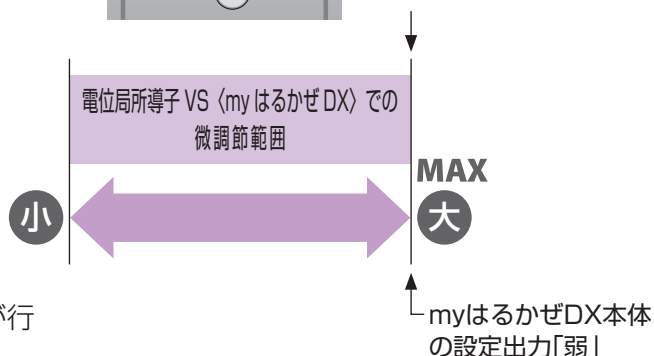 電位局所導子 VS〈my はるかぜ DX〉での
微調節範囲
MAX
小
大
が行
myはるかぜDX本体
の設定出力「弱」